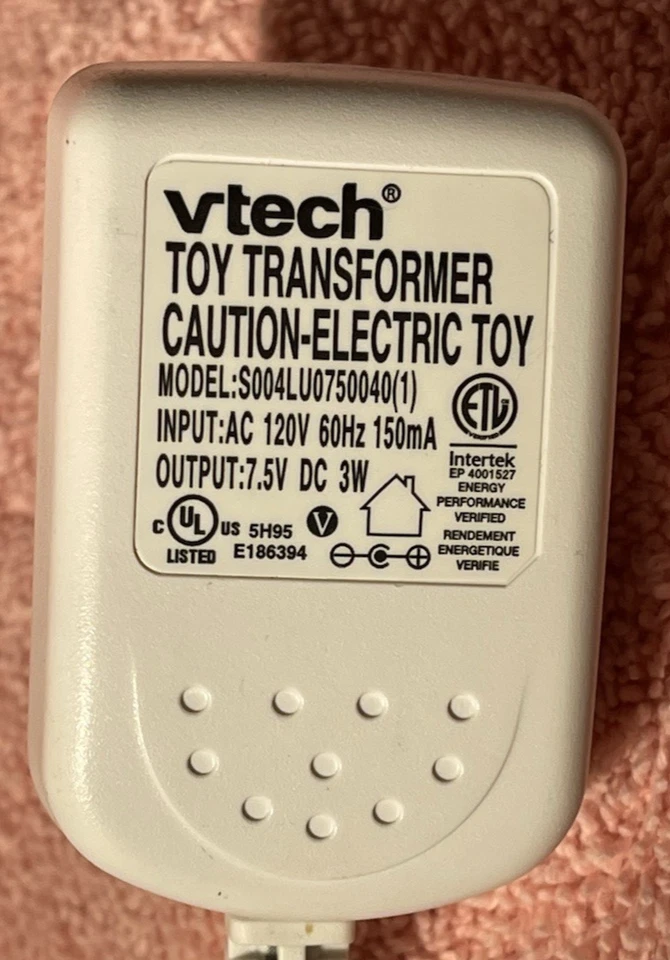 vtech®
TOY TRANSFORMER
CAUTION-ELECTRIC TOY
MODEL:S004LU0750040(1)
INPUT:AC 120V 60Hz 150mA
OUTPUT:7.5V DC 3W
ETL
Intertek
EP 4001527
ENERGY
PERFORMANCE
VERIFIED
RENDEMENT
ENERGETIQUE
VERIFIE
C UL US 5H95 V
LISTED E186394